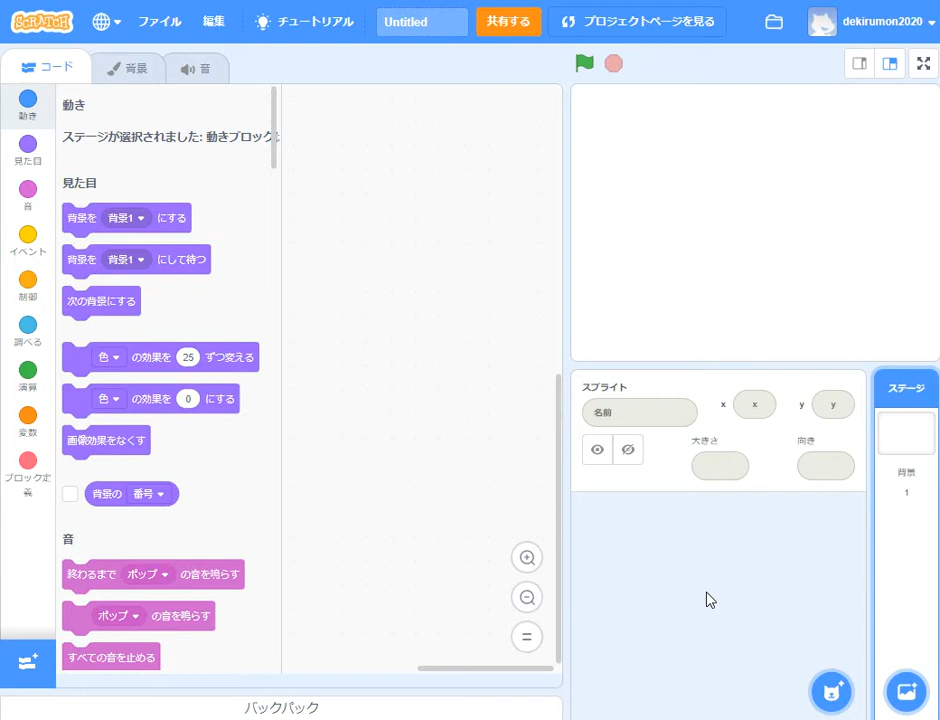 SCRATCH ファイル 編集 チュートリアル Untitled 共有する プロジェクトページを見る dekirumon2020
コード 背景 音
動き
見た目
音
イベント
制御
調べる
演算
変数
ブロック定
義
動き
ステージが選択されました: 動きブロック
見た目
背景を 背景1 にする
背景を 背景1 にして待つ
次の背景にする
色 の効果を 25 ずつ変える
色 の効果を 0 にする
画像効果をなくす
背景の 番号
音
終わるまで ポップ の音を鳴らす
ポップ の音を鳴らす
すべての音を止める
スプライト
名前 x x y y
大きさ 向き
ステージ
背景
1
バックパック